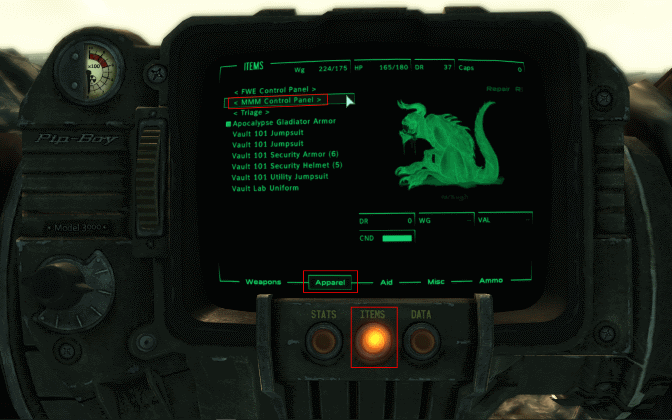 ITEMS
Wg 224/175
HP 165/180
DR 37
Caps 0
x100
Pip-Boy
Model 3000
< FWE Control Panel >
< MMM Control Panel >
< Triage >
Apocalypse Gladiator Armor
Vault 101 Jumpsuit
Vault 101 Jumpsuit
Vault 101 Security Armor (6)
Vault 101 Security Helmet (5)
Vault 101 Utility Jumpsuit
Vault Lab Uniform
Repair R)
DR 0
WG -
VAL -
CND
Weapons Apparel Aid Misc Ammo
STATS ITEMS DATA